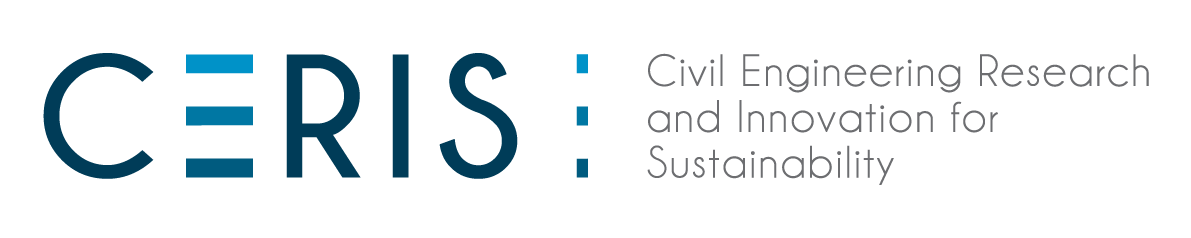 CERIS
Civil Engineering Research
and Innovation for
Sustainability